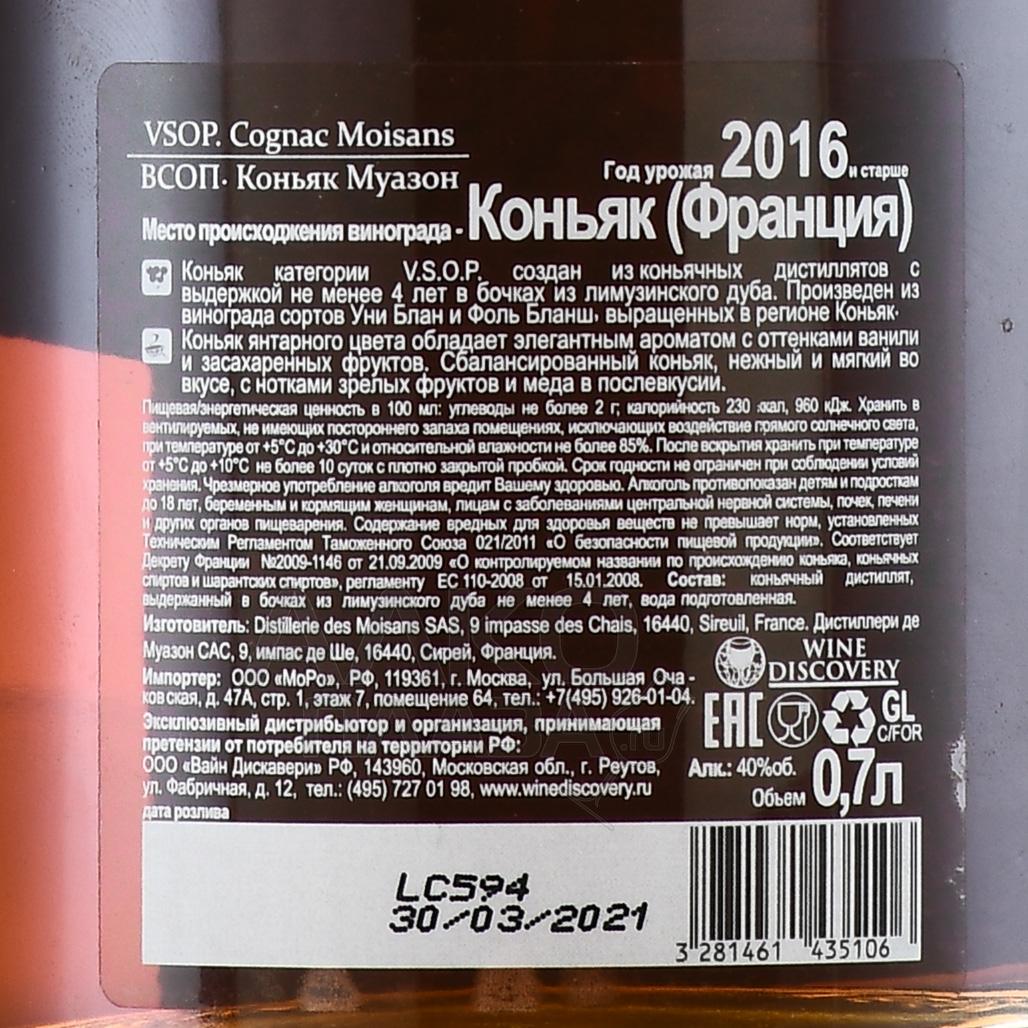 VSOP. Cognac Moisans
ВСОП. Коньяк Муазон
Год урожая 2016 и старше
Место происхождения винограда - Коньяк (Франция)
Коньяк категории V.S.O.P. создан из коньячных дистиллятов с
выдержкой не менее 4 лет в бочках из лимузинского дуба. Произведен из
винограда сортов Уни Блан и Фоль Бланш, выращенных в регионе Коньяк.
Коньяк янтарного цвета обладает элегантным ароматом с оттенками ванили
и засахаренных фруктов. Сбалансированный коньяк, нежный и мягкий во
вкусе, с нотками зрелых фруктов и меда в послевкусии.
Пищевая/энергетическая ценность в 100 мл: углеводы не более 2 г; калорийность 230 ккал, 960 кДж. Хранить в
вентилируемых, не имеющих постороннего запаха помещениях, исключающих воздействие прямого солнечного света,
при температуре от +5°С до +30°С и относительной влажности не более 85%. После вскрытия хранить при температуре
от +5°С до +10°С не более 10 суток с плотно закрытой пробкой. Срок годности не ограничен при соблюдении условий
хранения. Чрезмерное употребление алкоголя вредит Вашему здоровью. Алкоголь противопоказан детям и подросткам
до 18 лет, беременным и кормящим женщинам, лицам с заболеваниями центральной нервной системы, почек, печени
и других органов пищеварения. Содержание вредных для здоровья веществ не превышает норм, установленных
Техническим Регламентом Таможенного Союза 021/2011 «О безопасности пищевой продукции». Соответствует
Декрету Франции №2009-1146 от 21.09.2009 «О контролируемом названии по происхождению коньяка, коньячных
спиртов и шарантских спиртов», регламенту ЕС 110-2008 от 15.01.2008. Состав: коньячный дистиллят,
выдержанный в бочках из лимузинского дуба не менее 4 лет, вода подготовленная.
Изготовитель: Distillerie des Moisans SAS, 9 impasse des Chais, 16440, Sireuil, France. Дистиллери де
Муазон САС, 9, импас де Ше, 16440, Сирей, Франция.
Импортер: ООО «МоРо», РФ, 119361, г. Москва, ул. Большая Оча -
ковская, д. 47А, стр. 1, этаж 7, помещение 64, тел.: +7(495) 926-01-04.
Эксклюзивный дистрибьютор и организация, принимающая
претензии от потребителя на территории РФ:
ООО «Вайн Дискавери» РФ, 143960, Московская обл., г. Реутов,
ул. Фабричная, д. 12, тел.: (495) 727 01 98, www.winediscovery.ru
дата розлива
WINE
DISCOVERY
EAC
GL
C/FOR
Алк.: 40%об.
Объем 0,7л
LC594
30/03/2021
3 281461 435106